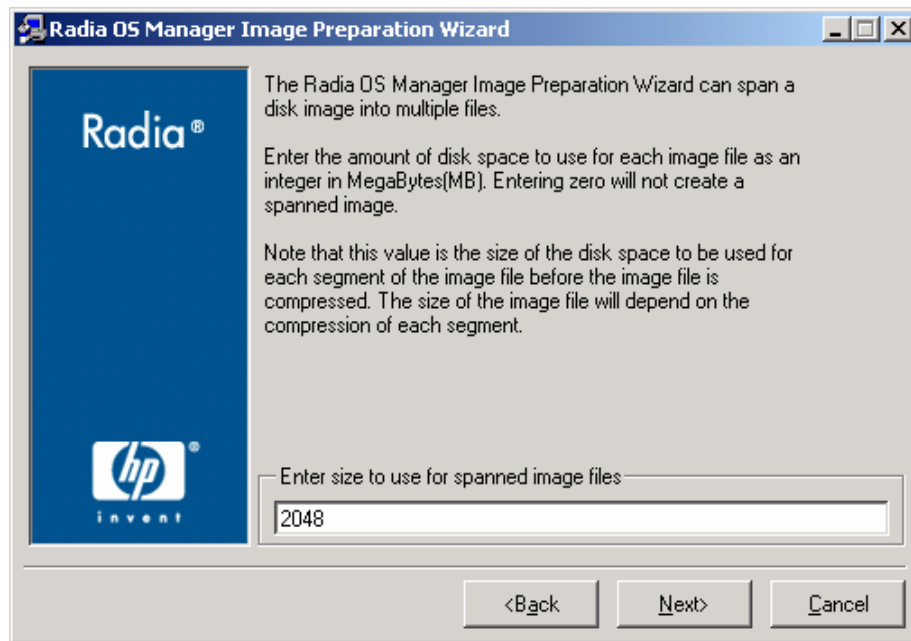 Radia OS Manager Image Preparation Wizard
Radia®
The Radia OS Manager Image Preparation Wizard can span a
disk image into multiple files.
Enter the amount of disk space to use for each image file as an
integer in MegaBytes(MB). Entering zero will not create a
spanned image.
Note that this value is the size of the disk space to be used for
each segment of the image file before the image file is
compressed. The size of the image file will depend on the
compression of each segment.
hp®
invent
Enter size to use for spanned image files
2048
<Back
Next>
Cancel